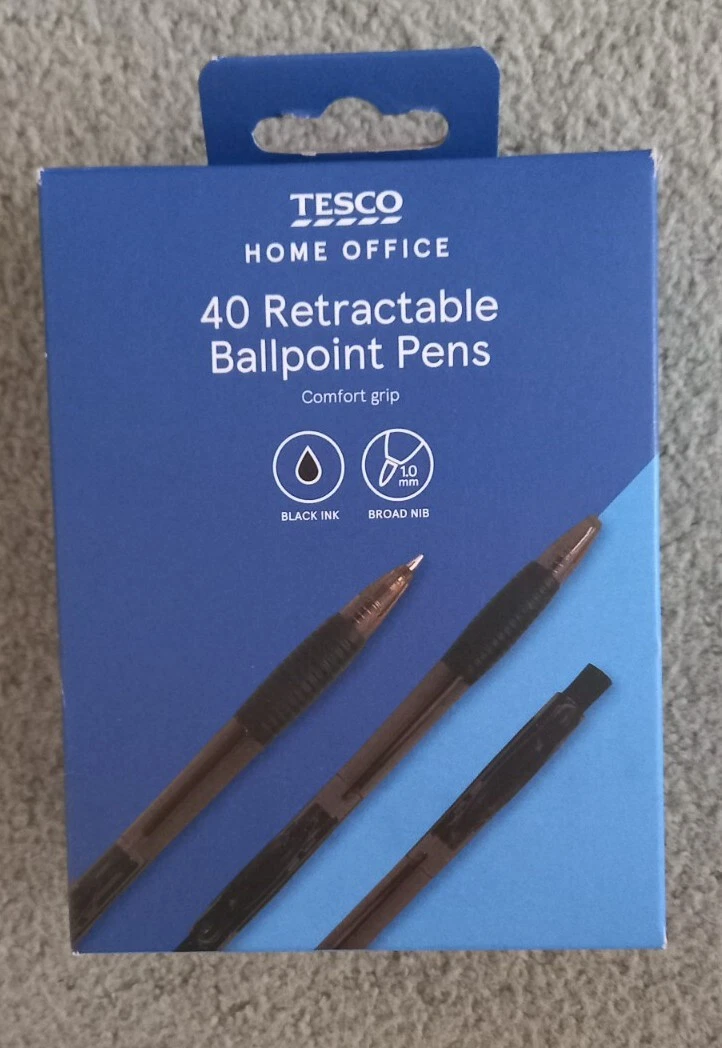 TESCO
HOME OFFICE
40 Retractable
Ballpoint Pens
Comfort grip
1.0
mm
BLACK INK
BROAD NIB